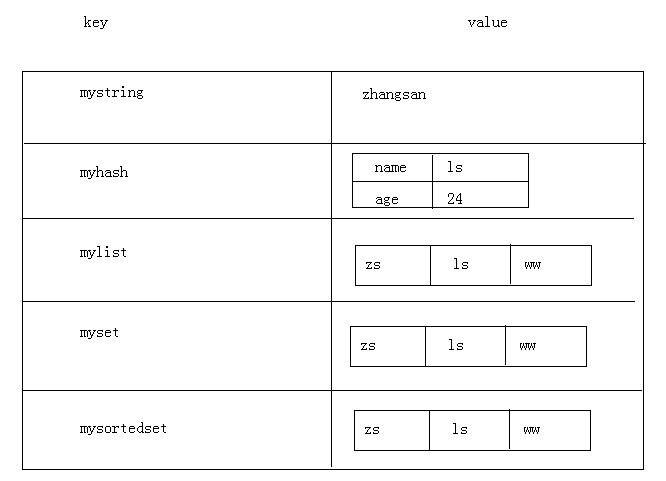 key value
mystring zhangsan
myhash name ls
age 24
mylist zs ls ww
myset zs ls ww
mysortedset zs ls ww